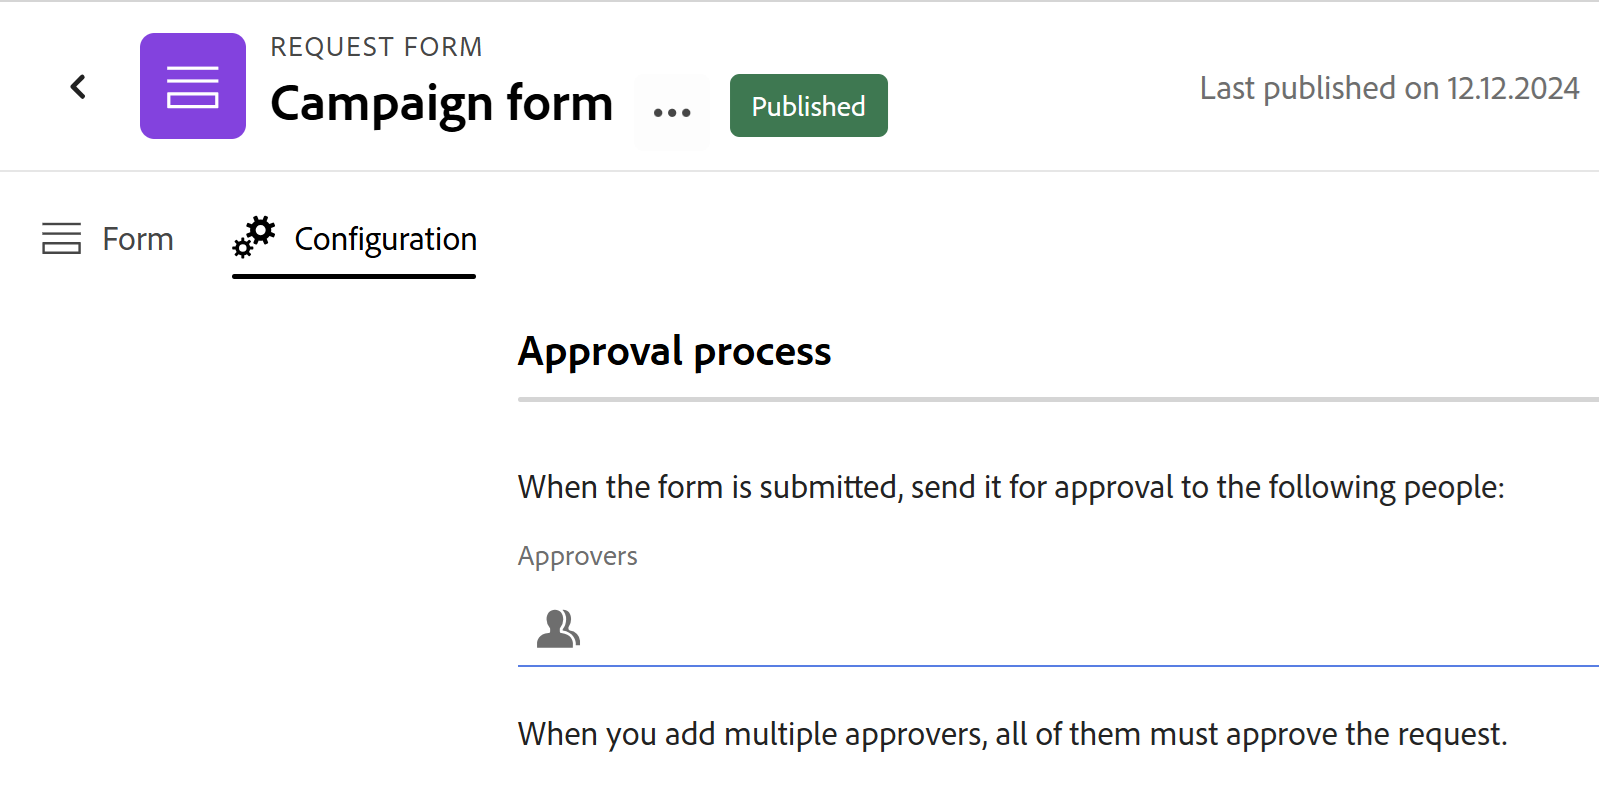 REQUEST FORM
Campaign form
Published
Last published on 12.12.2024
Form
Configuration
Approval process
When the form is submitted, send it for approval to the following people:
Approvers
When you add multiple approvers, all of them must approve the request.